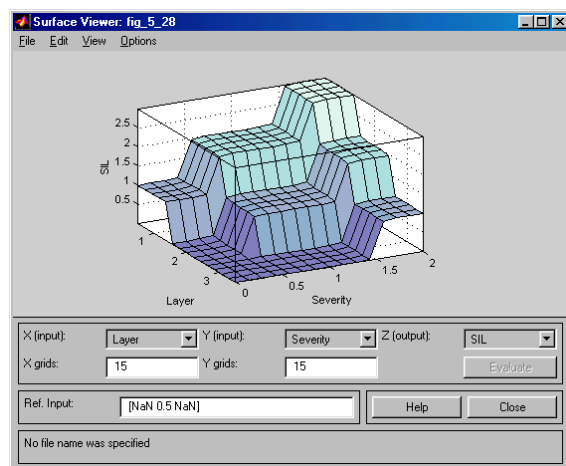 Surface Viewer: fig_5_28
File Edit View Options
2.5
2
1.5
1
0.5
SIL
1
2
3
Layer
0
0.5
1
1.5
2
Severity
X (input): Layer Y (input): Severity Z (output): SIL
X grids: 15 Y grids: 15 Evaluate
Ref. Input: [NaN 0.5 NaN] Help Close
No file name was specified